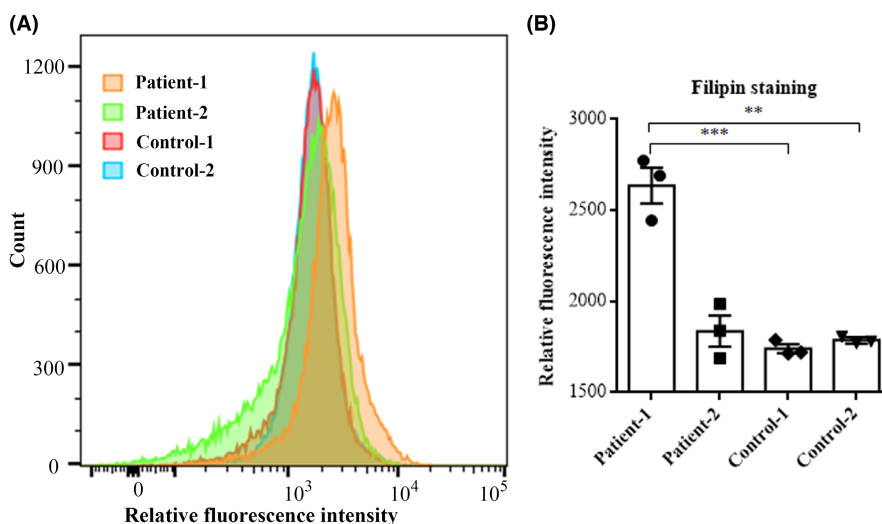 (A)
1200
900
600
300
0
Count
Patient-1
Patient-2
Control-1
Control-2
0 10³ 10⁴ 10⁵
Relative fluorescence intensity
(B)
Filipin staining
**
***
3000
2500
2000
1500
Relative fluorescence intensity
Patient-1
Patient-2
Control-1
Control-2